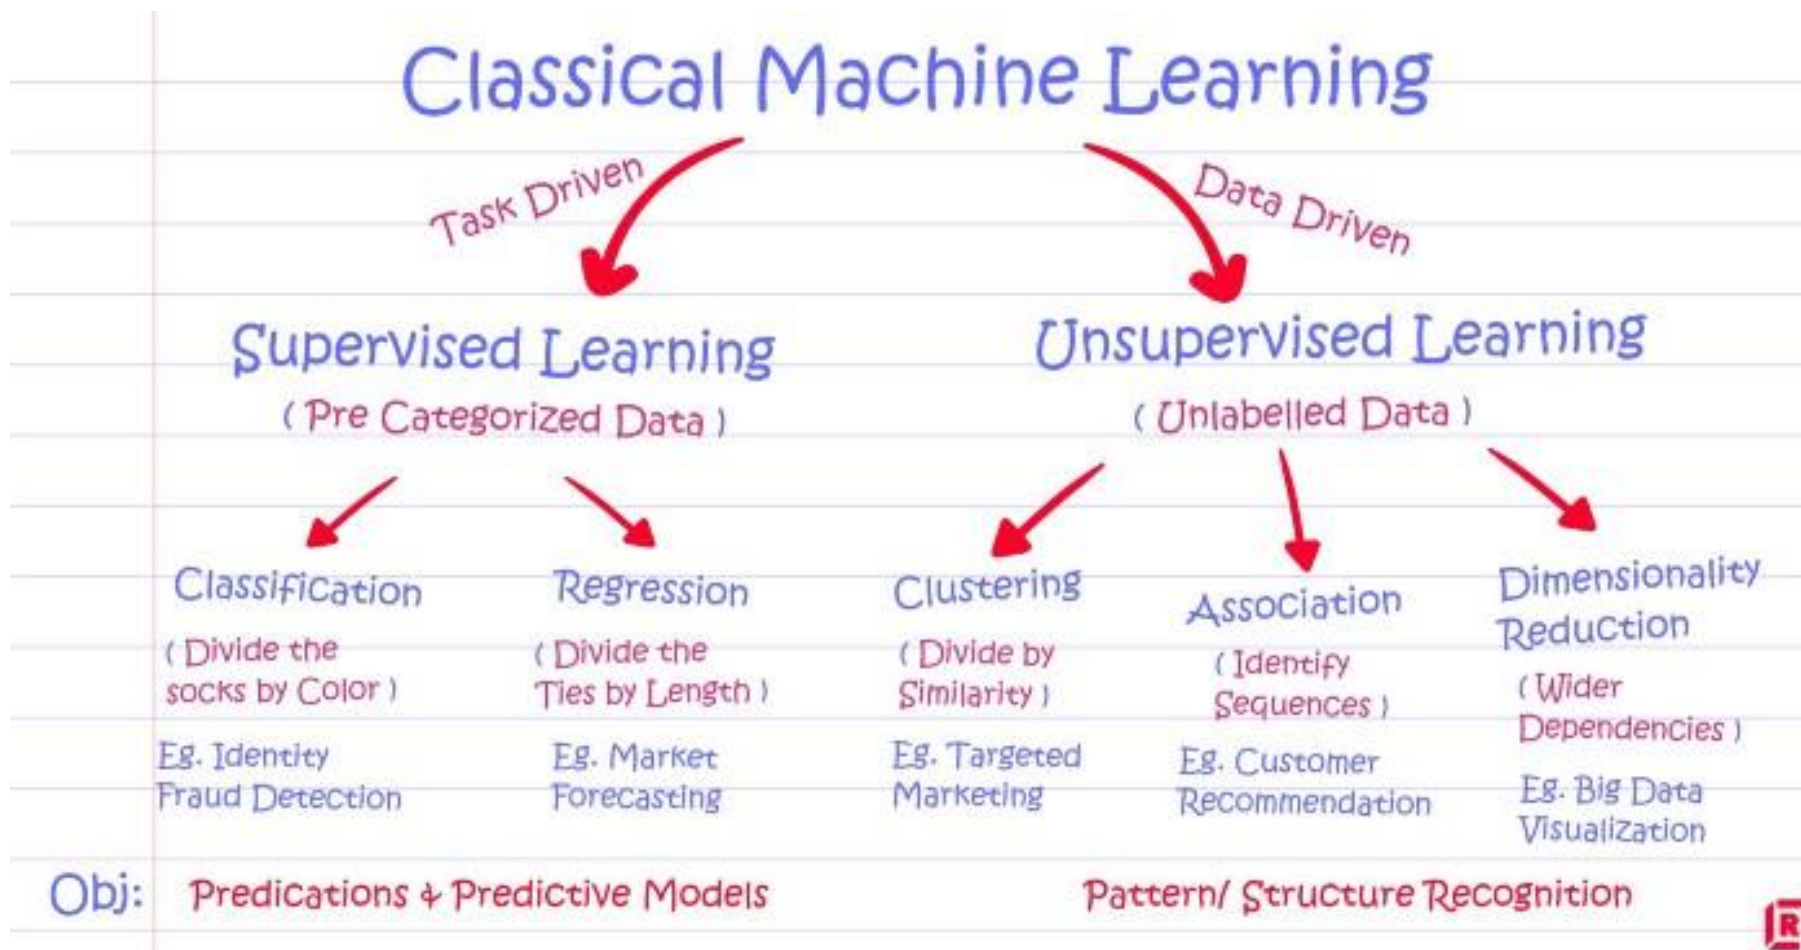 Classical Machine Learning
Task Driven
Data Driven
Supervised Learning
( Pre Categorized Data )
Unsupervised Learning
( Unlabelled Data )
Classification
( Divide the
socks by Color )
Eg. Identity
Fraud Detection
Regression
( Divide the
Ties by Length )
Eg. Market
Forecasting
Clustering
( Divide by
Similarity )
Eg. Targeted
Marketing
Association
( Identify
Sequences )
Eg. Customer
Recommendation
Dimensionality
Reduction
( Wider
Dependencies )
Eg. Big Data
Visualization
Obj: Predications & Predictive Models
Pattern/ Structure Recognition
R